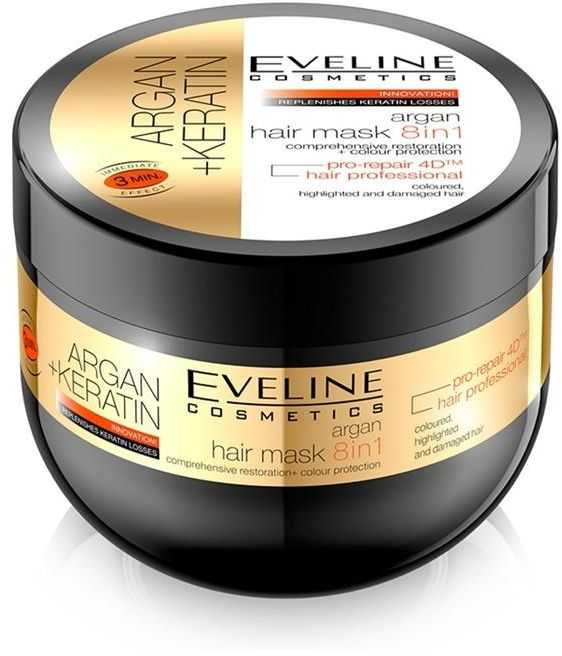 ARGAN
+KERATIN
IMMEDIATE
3 MIN.
EFFECT
EVELINE
COSMETICS
INNOVATION!
REPLENISHES KERATIN LOSSES
argan
hair mask 8in1
comprehensive restoration
+ colour protection
pro-repair 4D™
hair professional
coloured,
highlighted and damaged hair
ARGAN
+KERATIN
INNOVATION!
REPLENISHES KERATIN LOSSES
EVELINE
COSMETICS
argan
hair mask 8in1
comprehensive restoration+ colour protection
pro-repair 4D™
hair professional
coloured,
highlighted
and damaged hair